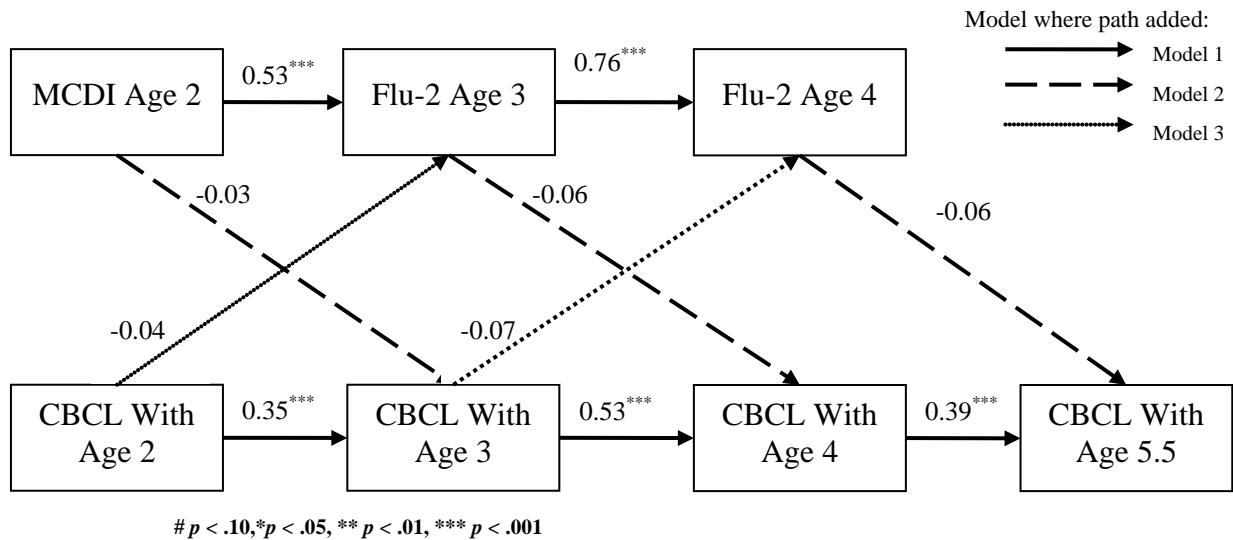 Model where path added:
Model 1
Model 2
Model 3
MCDI Age 2
0.53***
Flu-2 Age 3
0.76***
Flu-2 Age 4
-0.03
-0.06
-0.06
-0.04
-0.07
CBCL With
Age 2
0.35***
CBCL With
Age 3
0.53***
CBCL With
Age 4
0.39***
CBCL With
Age 5.5
# p < .10,*p < .05, ** p < .01, *** p < .001